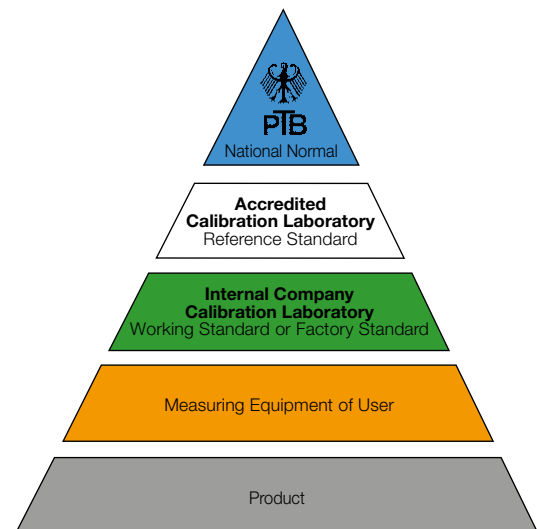 PTB
National Normal
Accredited
Calibration Laboratory
Reference Standard
Internal Company
Calibration Laboratory
Working Standard or Factory Standard
Measuring Equipment of User
Product